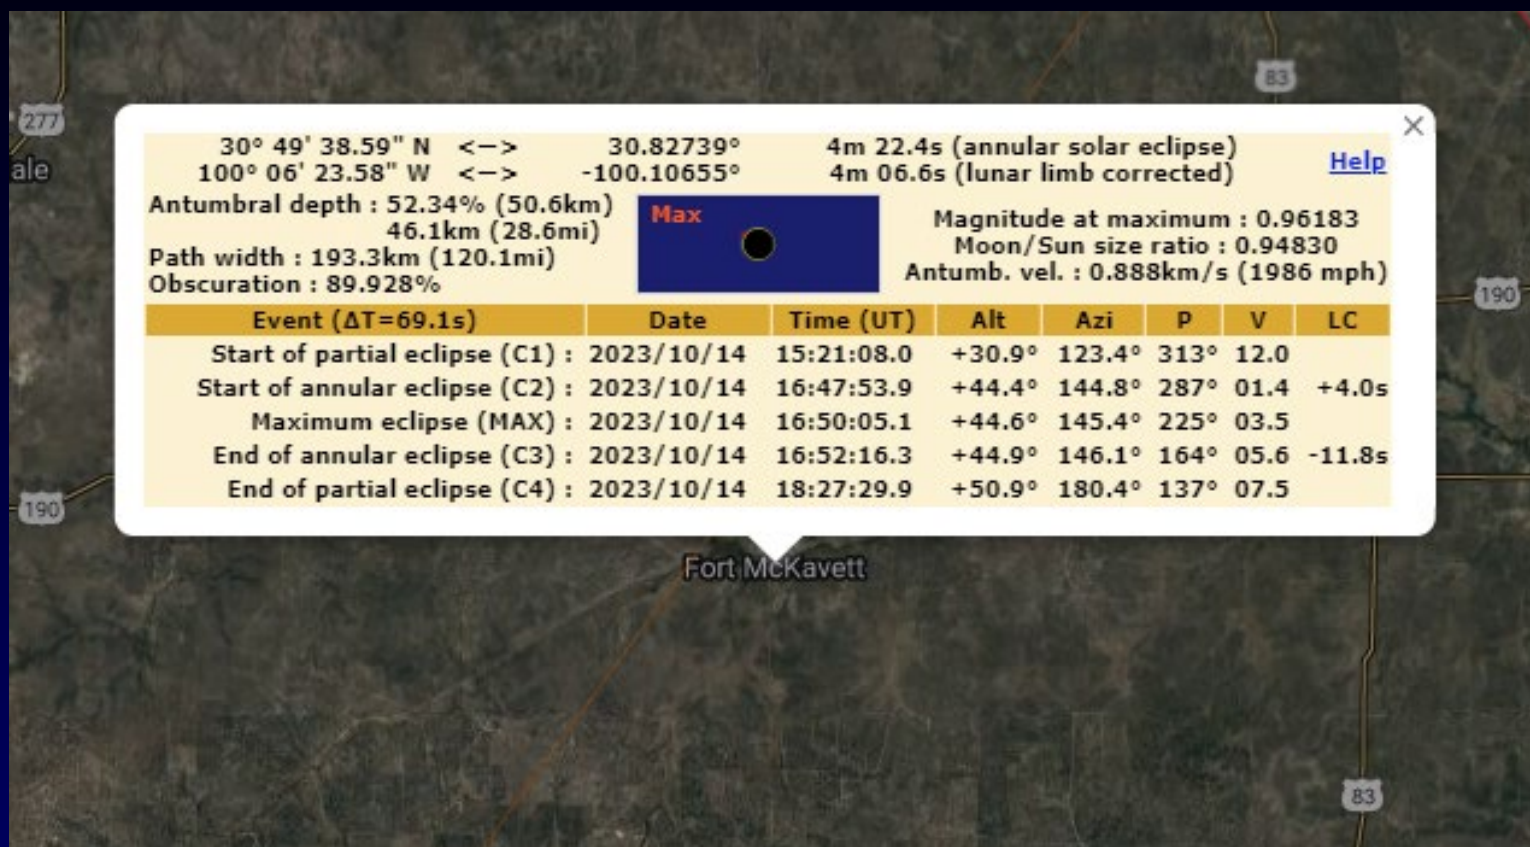 83
277
ale
30° 49' 38.59" N <—> 30.82739° 4m 22.4s (annular solar eclipse)
100° 06' 23.58" W <—> -100.10655° 4m 06.6s (lunar limb corrected)
Help
Antumbral depth : 52.34% (50.6km)
46.1km (28.6mi)
Path width : 193.3km (120.1mi)
Obscuration : 89.928%
Max
Magnitude at maximum : 0.96183
Moon/Sun size ratio : 0.94830
Antumb. vel. : 0.888km/s (1986 mph)
Event (ΔT=69.1s) Date Time (UT) Alt Azi P V LC
Start of partial eclipse (C1) : 2023/10/14 15:21:08.0 +30.9° 123.4° 313° 12.0
Start of annular eclipse (C2) : 2023/10/14 16:47:53.9 +44.4° 144.8° 287° 01.4 +4.0s
Maximum eclipse (MAX) : 2023/10/14 16:50:05.1 +44.6° 145.4° 225° 03.5
End of annular eclipse (C3) : 2023/10/14 16:52:16.3 +44.9° 146.1° 164° 05.6 -11.8s
End of partial eclipse (C4) : 2023/10/14 18:27:29.9 +50.9° 180.4° 137° 07.5
190
190
Fort McKavett
83